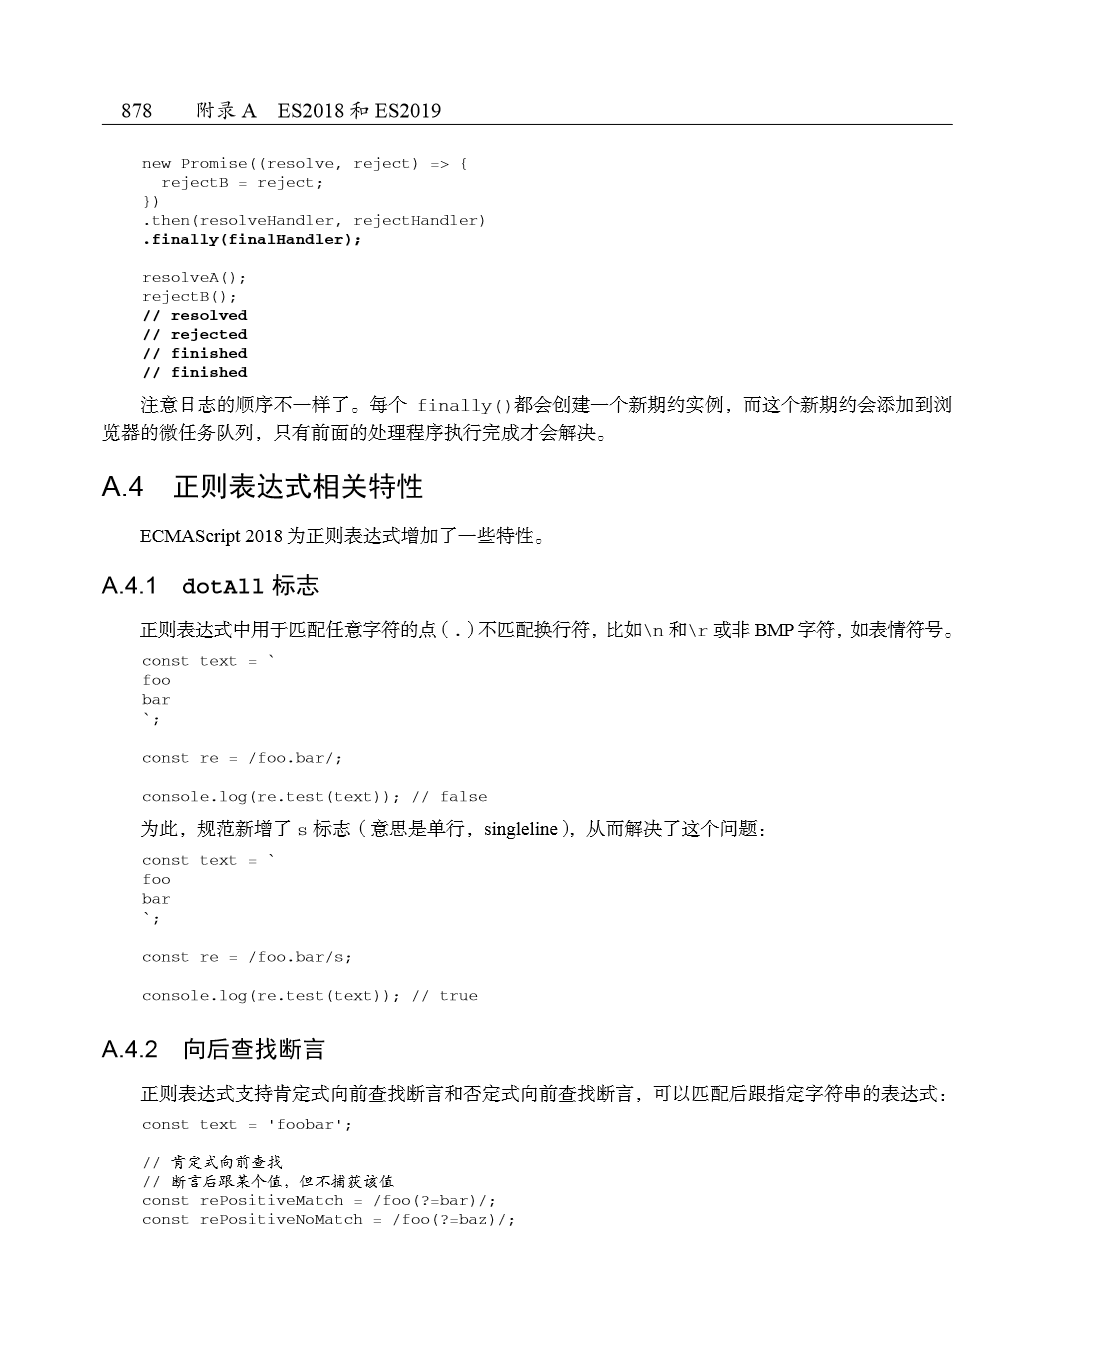 878 附录 A ES2018 和 ES2019
new Promise((resolve, reject) => {
  rejectB = reject;
})
.then(resolveHandler, rejectHandler)
.finally(finalHandler);
resolveA();
rejectB();
// resolved
// rejected
// finished
// finished
注意日志的顺序不一样了。每个 finally()都会创建一个新期约实例，而这个新期约会添加到浏
览器的微任务队列，只有前面的处理程序执行完成才会解决。
A.4 正则表达式相关特性
ECMAScript 2018 为正则表达式增加了一些特性。
A.4.1 dotAll 标志
正则表达式中用于匹配任意字符的点（.）不匹配换行符，比如\n 和\r 或非 BMP 字符，如表情符号。
const text = `
foo
bar
`;
const re = /foo.bar/;
console.log(re.test(text)); // false
为此，规范新增了 s 标志（意思是单行，singleline），从而解决了这个问题：
const text = `
foo
bar
`;
const re = /foo.bar/s;
console.log(re.test(text)); // true
A.4.2 向后查找断言
正则表达式支持肯定式向前查找断言和否定式向前查找断言，可以匹配后跟指定字符串的表达式：
const text = 'foobar';
// 肯定式向前查找
// 断言后跟某个值，但不捕获该值
const rePositiveMatch = /foo(?=bar)/;
const rePositiveNoMatch = /foo(?=baz)/;